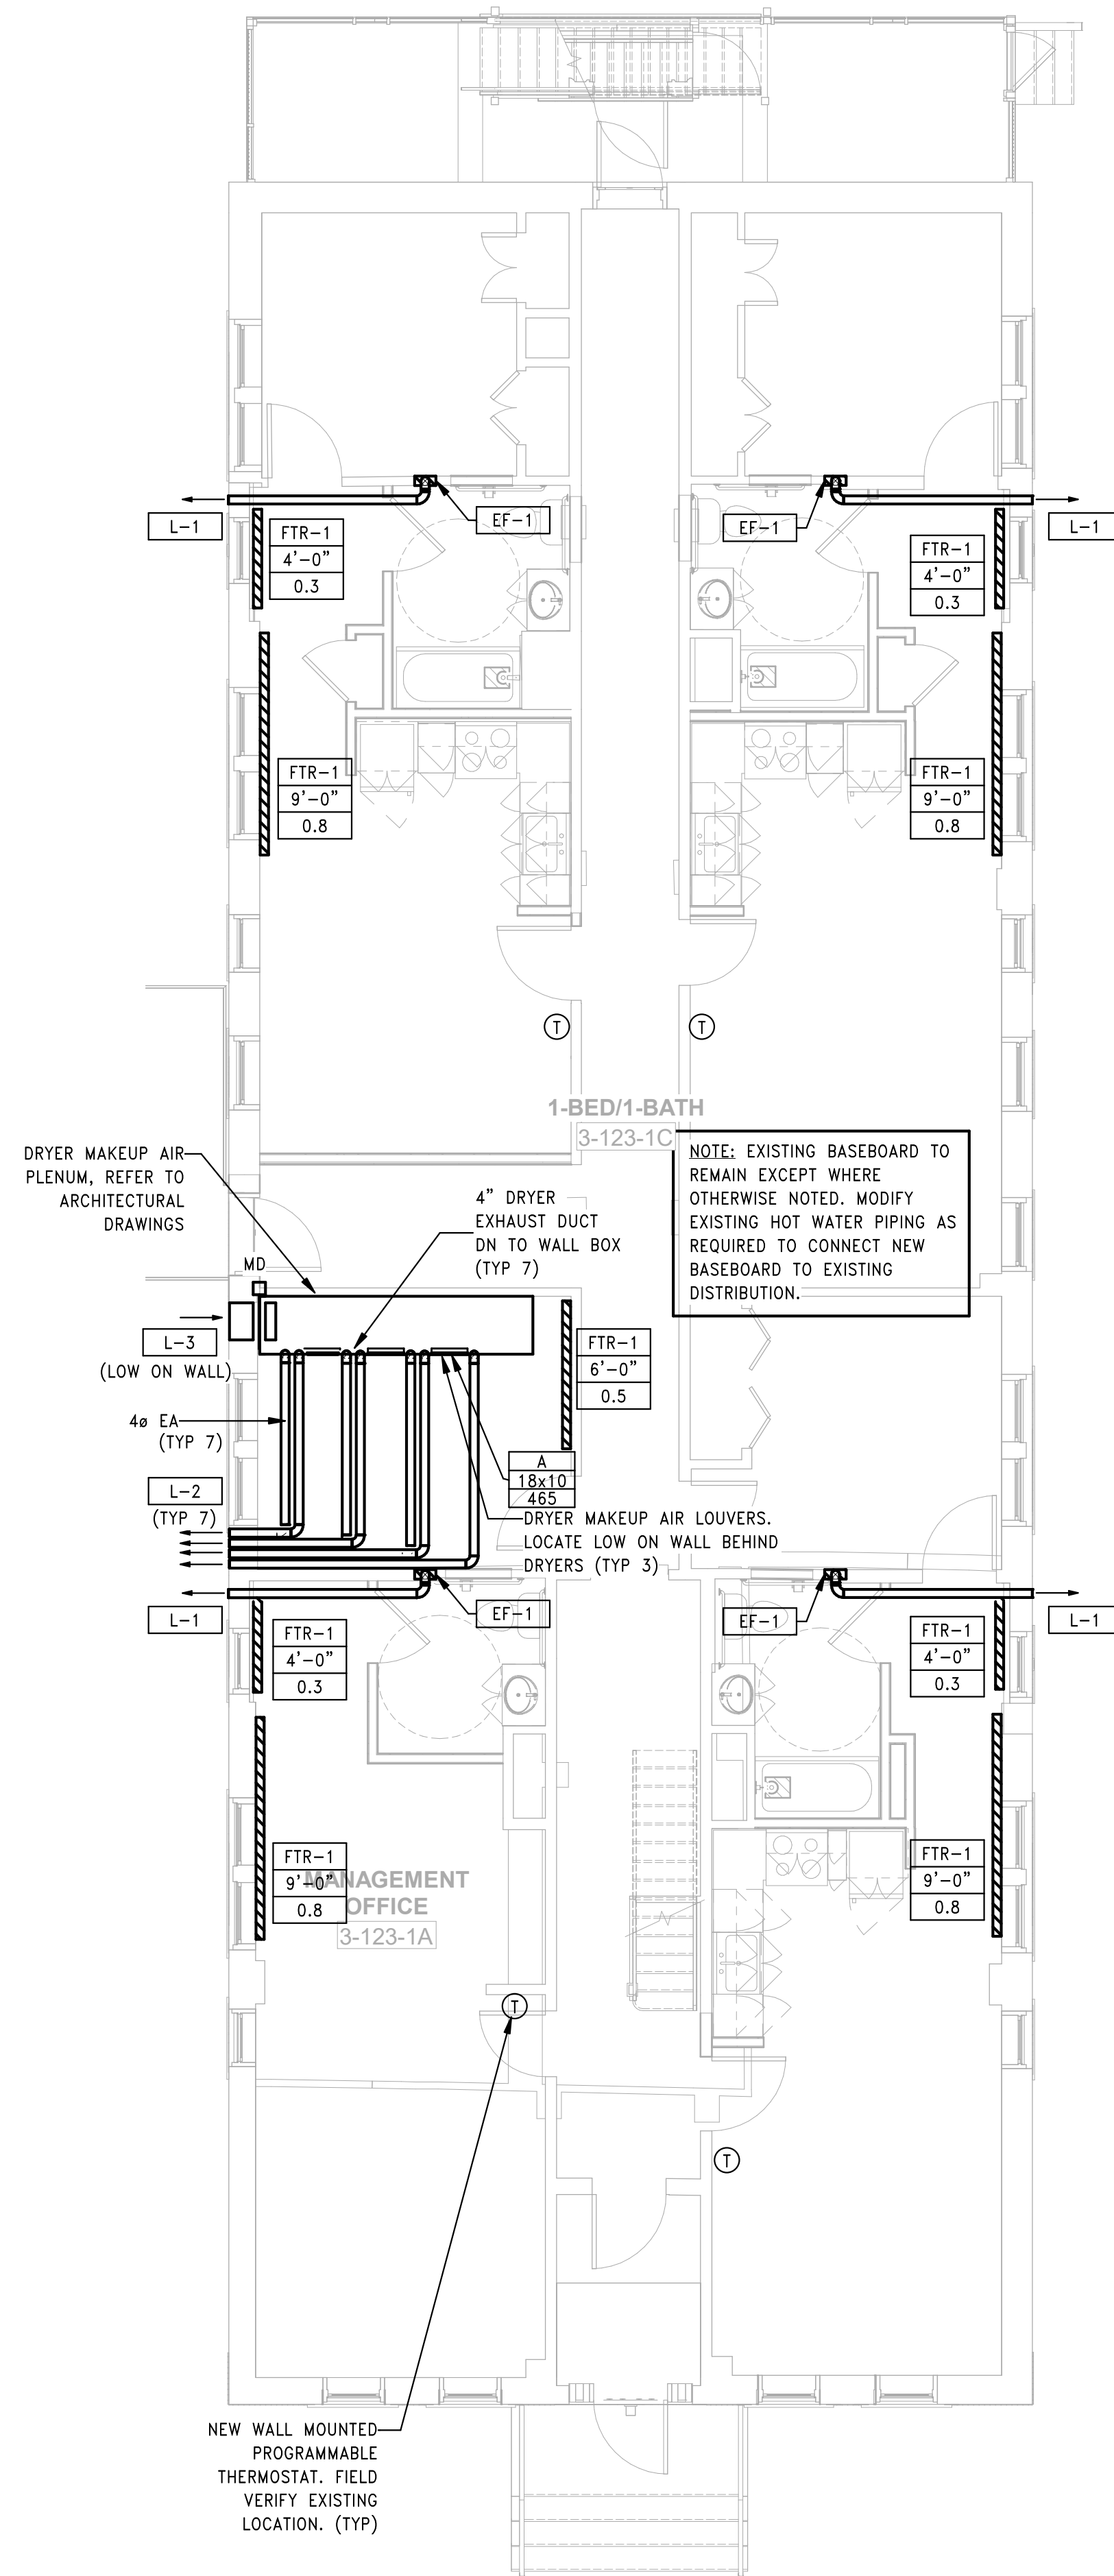 L-1
EF-1
EF-1
L-1
FTR-1
4'-0"
0.3
FTR-1
4'-0"
0.3
FTR-1
9'-0"
0.8
FTR-1
9'-0"
0.8
T
T
1-BED/1-BATH
3-123-1C
NOTE: EXISTING BASEBOARD TO
REMAIN EXCEPT WHERE
OTHERWISE NOTED. MODIFY
EXISTING HOT WATER PIPING AS
REQUIRED TO CONNECT NEW
BASEBOARD TO EXISTING
DISTRIBUTION.
DRYER MAKEUP AIR
PLENUM, REFER TO
ARCHITECTURAL
DRAWINGS
4" DRYER
EXHAUST DUCT
DN TO WALL BOX
(TYP 7)
MD
L-3
(LOW ON WALL)
FTR-1
6'-0"
0.5
4ø EA
(TYP 7)
A
18x10
465
L-2
(TYP 7)
DRYER MAKEUP AIR LOUVERS.
LOCATE LOW ON WALL BEHIND
DRYERS (TYP 3)
L-1
EF-1
EF-1
L-1
FTR-1
4'-0"
0.3
FTR-1
4'-0"
0.3
FTR-1
9'-0"
0.8
FTR-1
9'-0"
0.8
MANAGEMENT
OFFICE
3-123-1A
T
T
NEW WALL MOUNTED
PROGRAMMABLE
THERMOSTAT. FIELD
VERIFY EXISTING
LOCATION. (TYP)